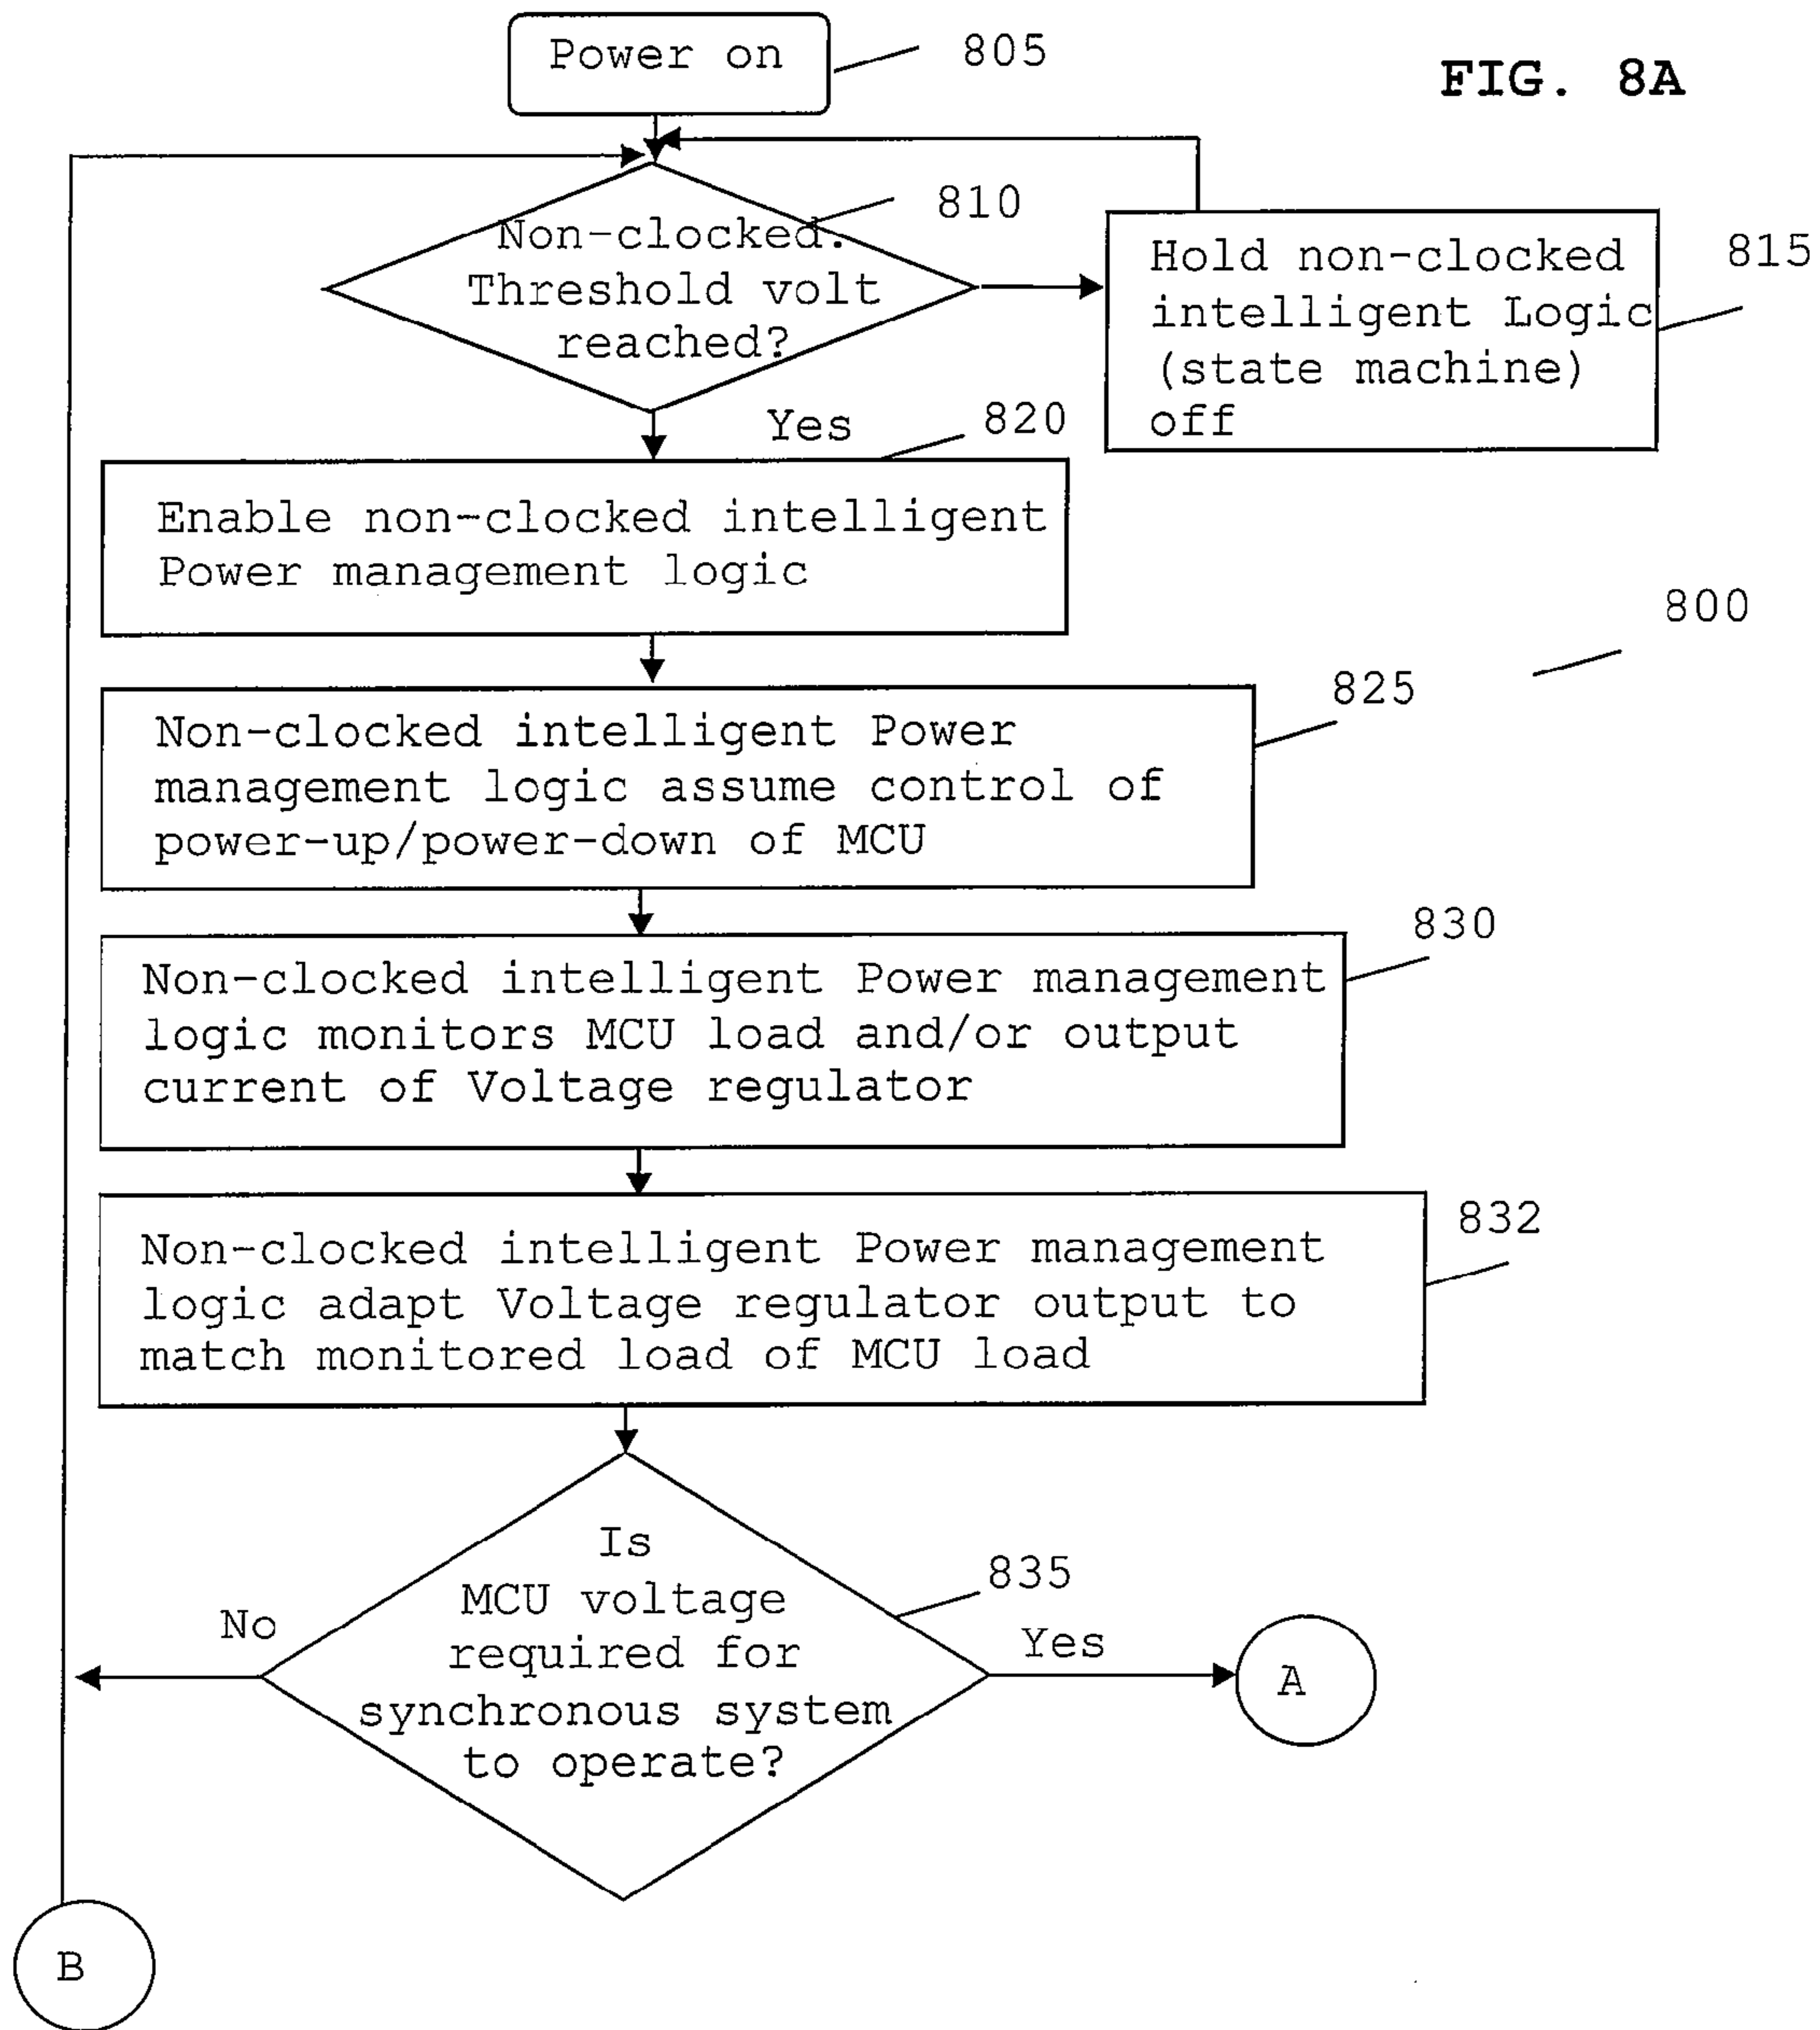 Power on
805
FIG. 8A
810
Non-clocked.
Threshold volt
reached?
Hold non-clocked
intelligent Logic
(state machine)
off
815
Yes
820
Enable non-clocked intelligent
Power management logic
800
825
Non-clocked intelligent Power
management logic assume control of
power-up/power-down of MCU
830
Non-clocked intelligent Power management
logic monitors MCU load and/or output
current of Voltage regulator
832
Non-clocked intelligent Power management
logic adapt Voltage regulator output to
match monitored load of MCU load
835
Is
MCU voltage
required for
synchronous system
to operate?
No
Yes
A
B